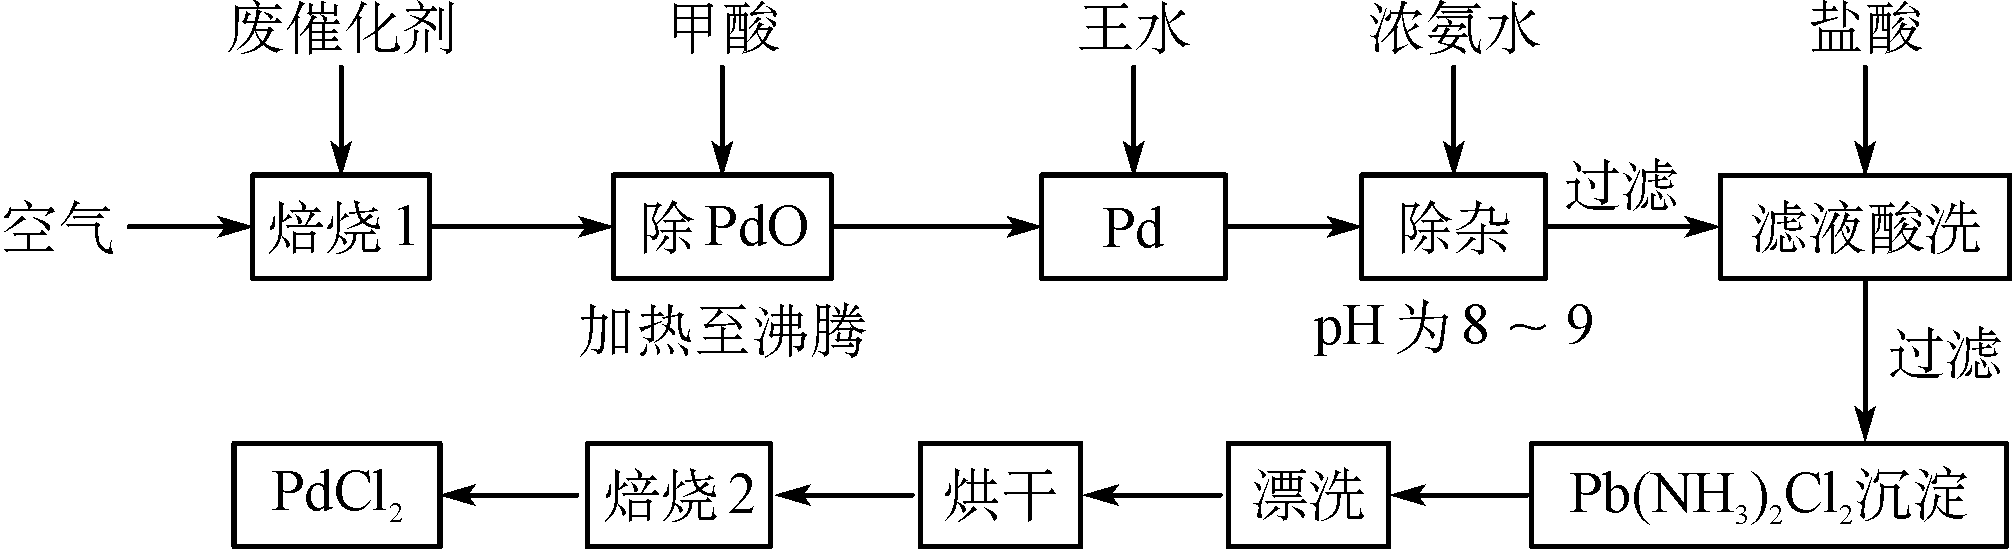 废催化剂
甲酸
王水
浓氨水
盐酸
空气
焙烧1
除PdO
Pd
除杂
过滤
滤液酸洗
加热至沸腾
pH为8～9
过滤
PdCl₂
焙烧2
烘干
漂洗
Pb(NH₃)₂Cl₂沉淀